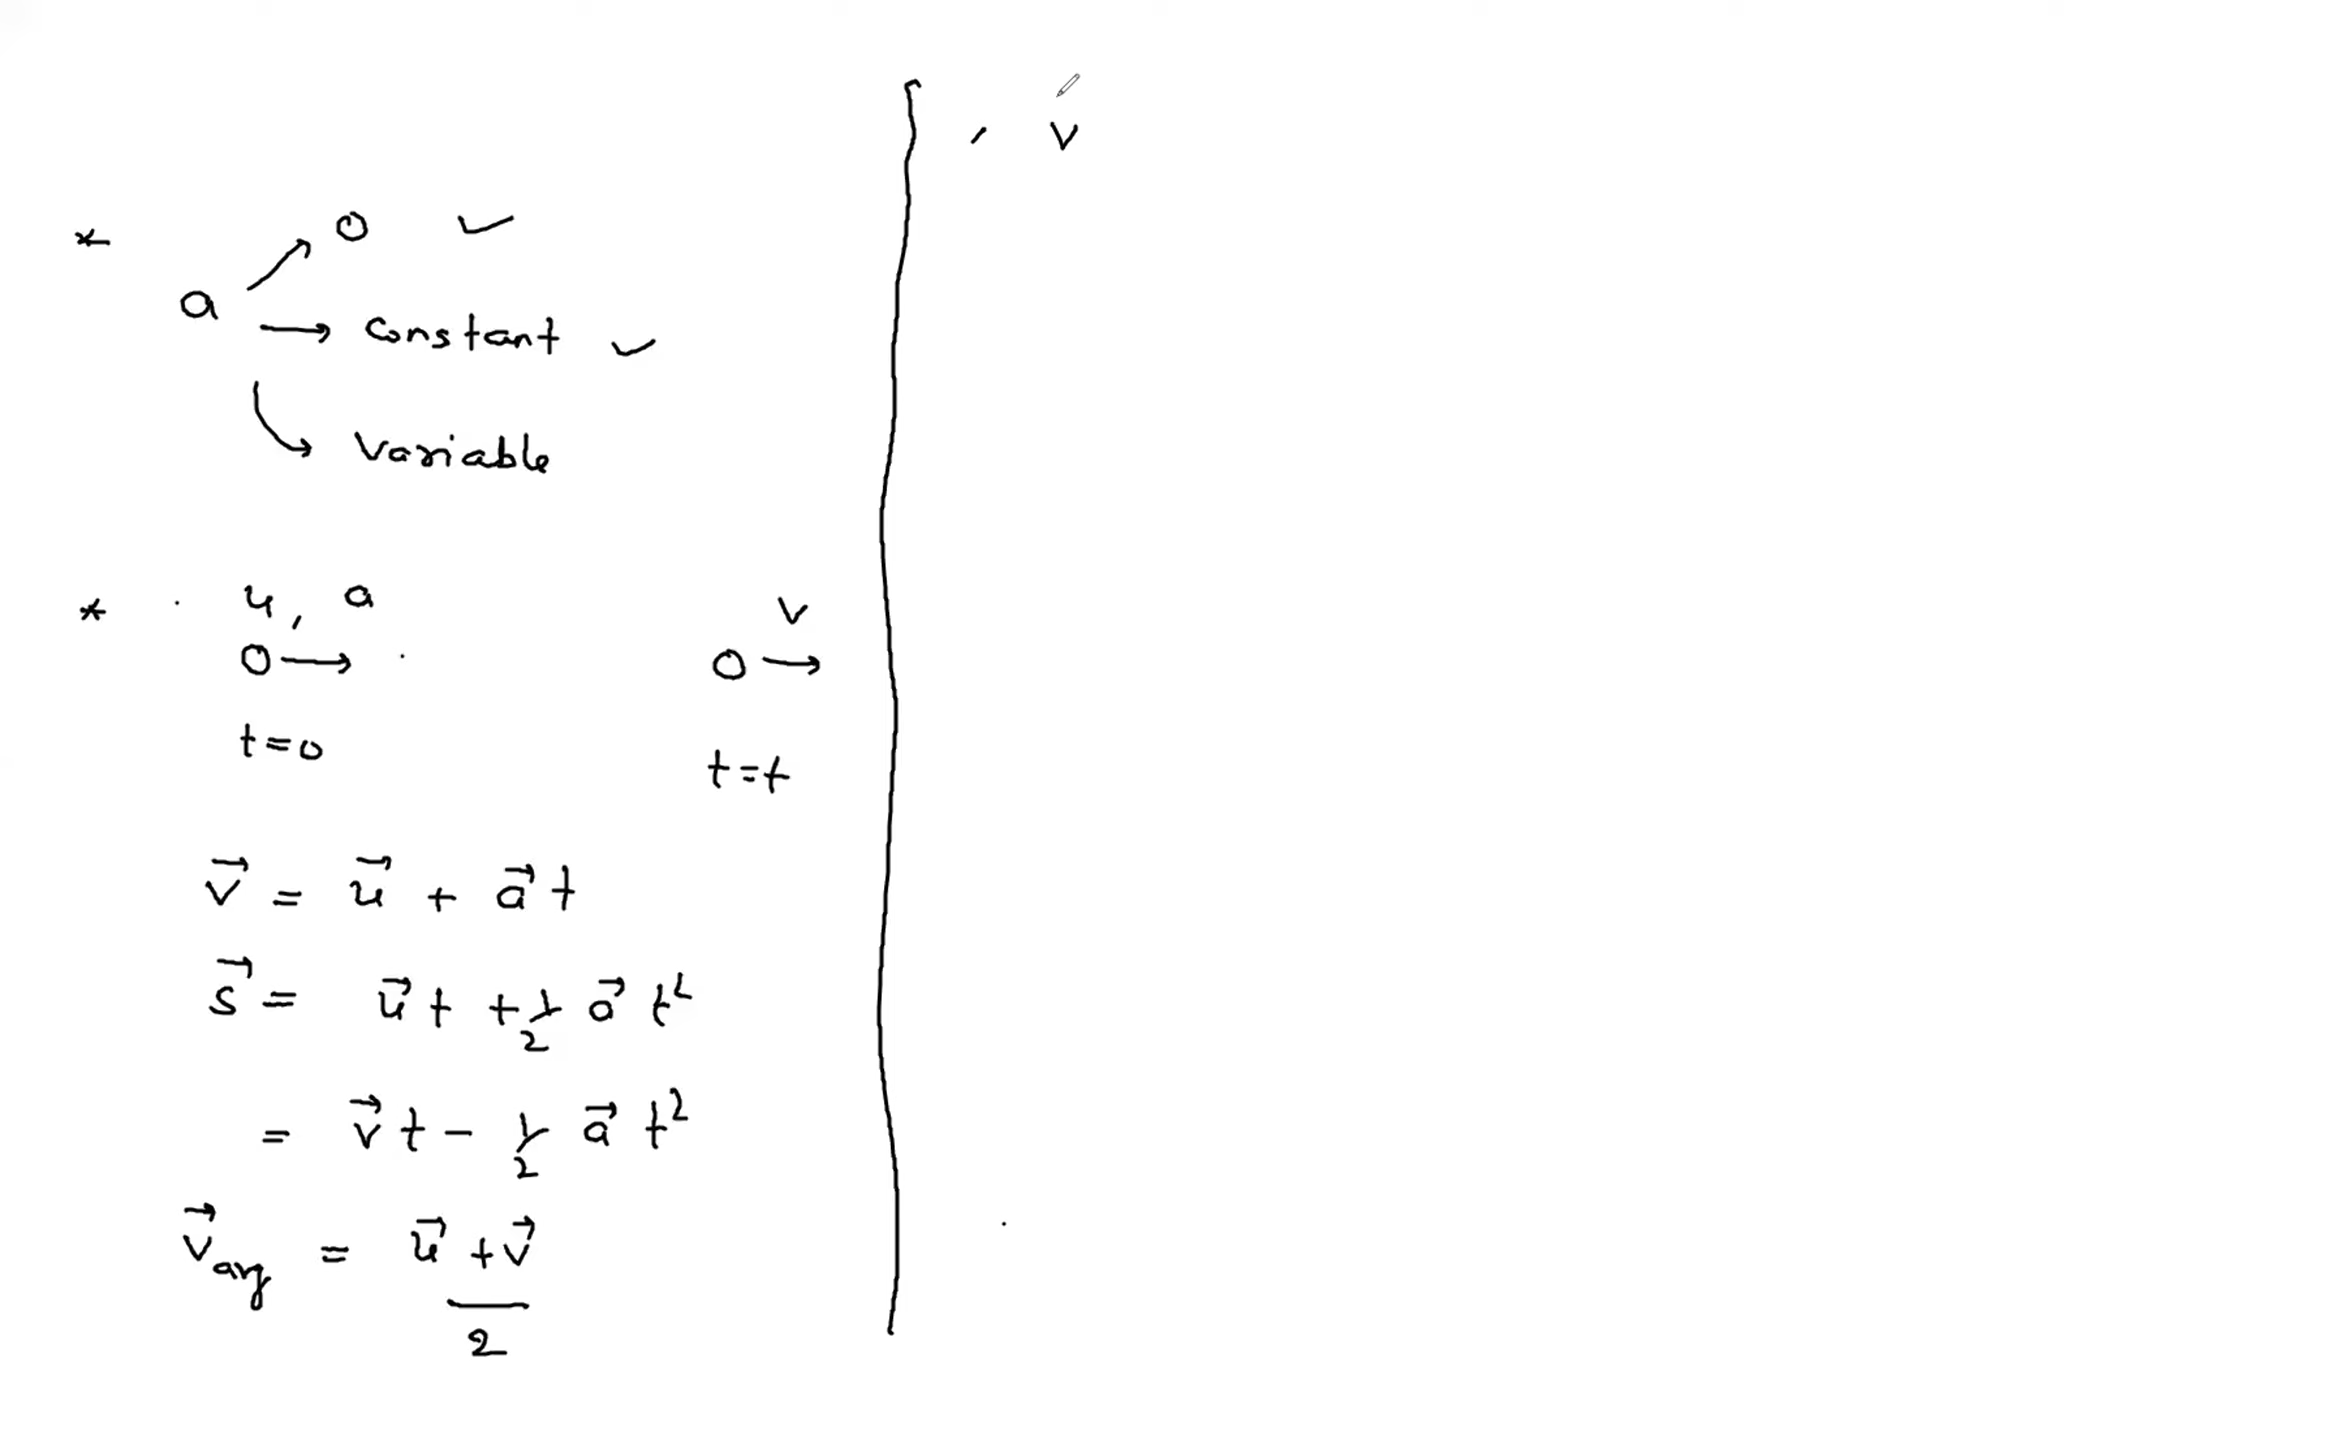 * a → 0 ✓
→ constant ✓
→ variable
* u, a
0 → 0 → v
t=0 t=t
v⃗ = u⃗ + a⃗ t
s⃗ = u⃗ t + 1/2 a⃗ t²
= v⃗ t - 1/2 a⃗ t²
v⃗avg = u⃗ + v⃗ / 2
v